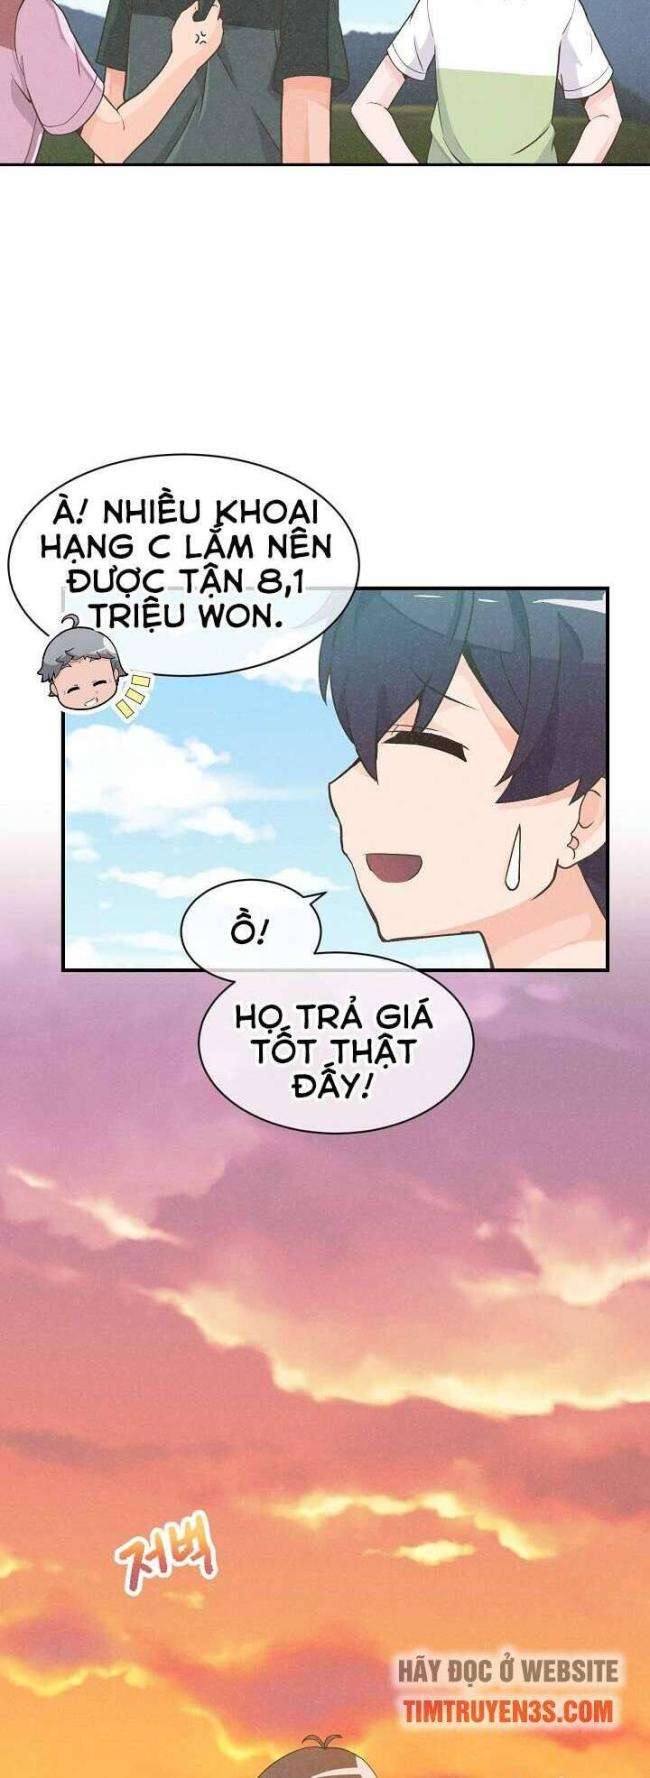 À! NHIỀU KHOAI
HẠNG C LẮM NÊN
ĐƯỢC TẬN 8,1
TRIỆU WON.
Ồ!
HỌ TRẢ GIÁ
TỐT THẬT
ĐẤY!
저벅
HÃY ĐỌC Ở WEBSITE
TIMTRUYEN3S.COM